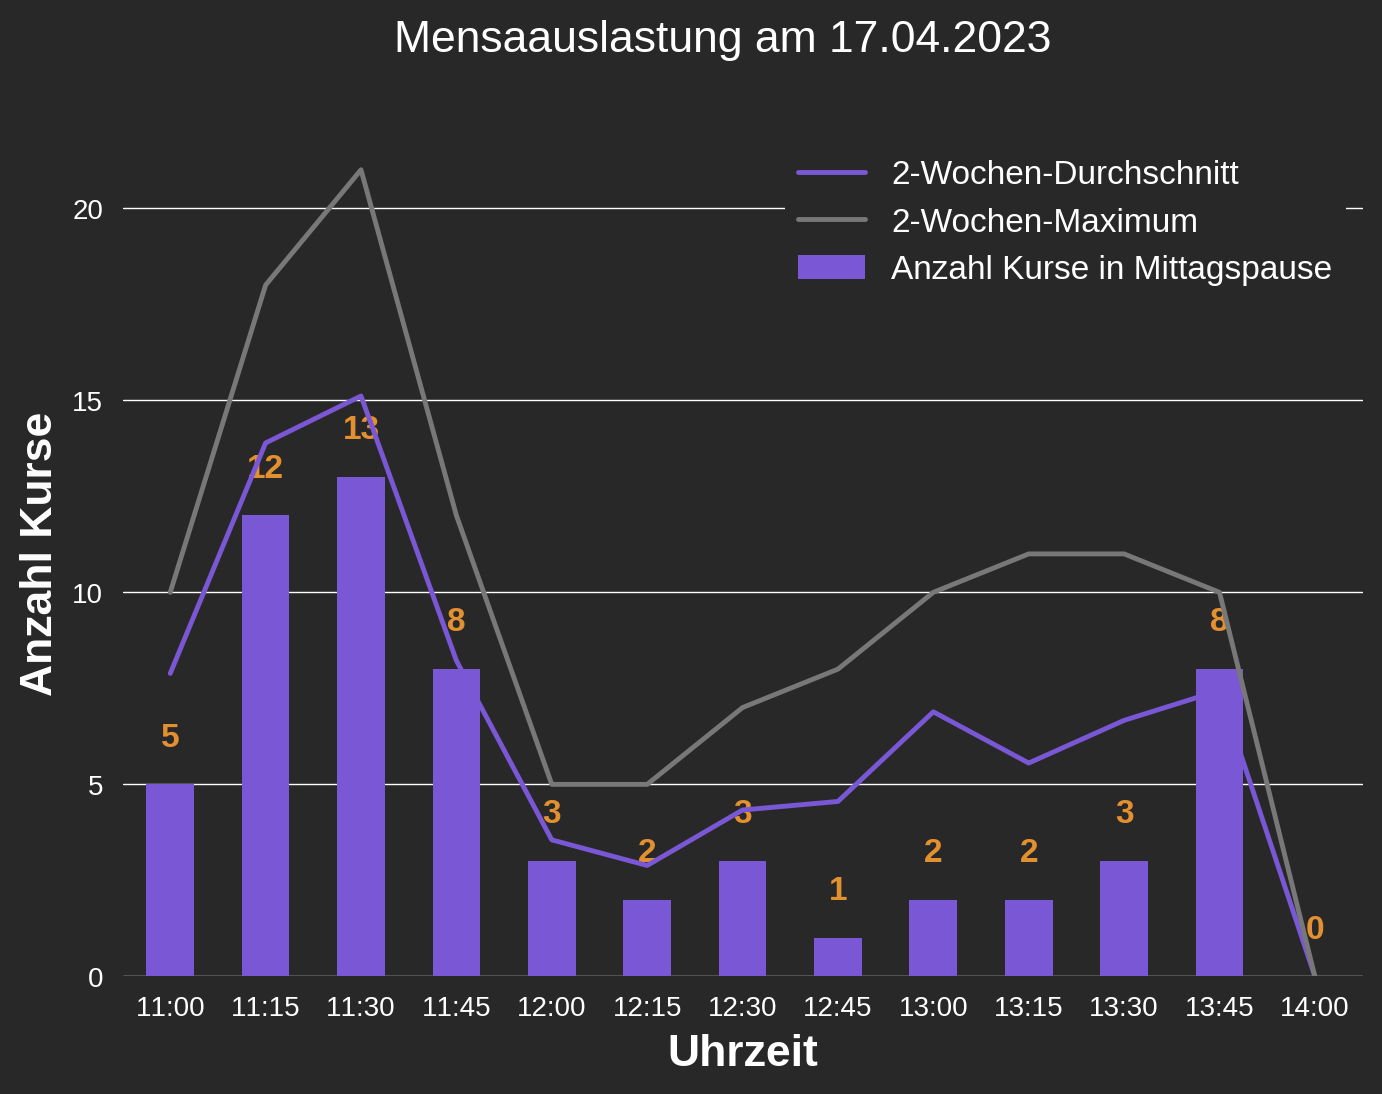 Mensaauslastung am 17.04.2023
2-Wochen-Durchschnitt
2-Wochen-Maximum
Anzahl Kurse in Mittagspause
Anzahl Kurse
20
15
10
5
0
5
12
13
8
3
2
3
1
2
2
3
8
0
11:00 11:15 11:30 11:45 12:00 12:15 12:30 12:45 13:00 13:15 13:30 13:45 14:00
Uhrzeit